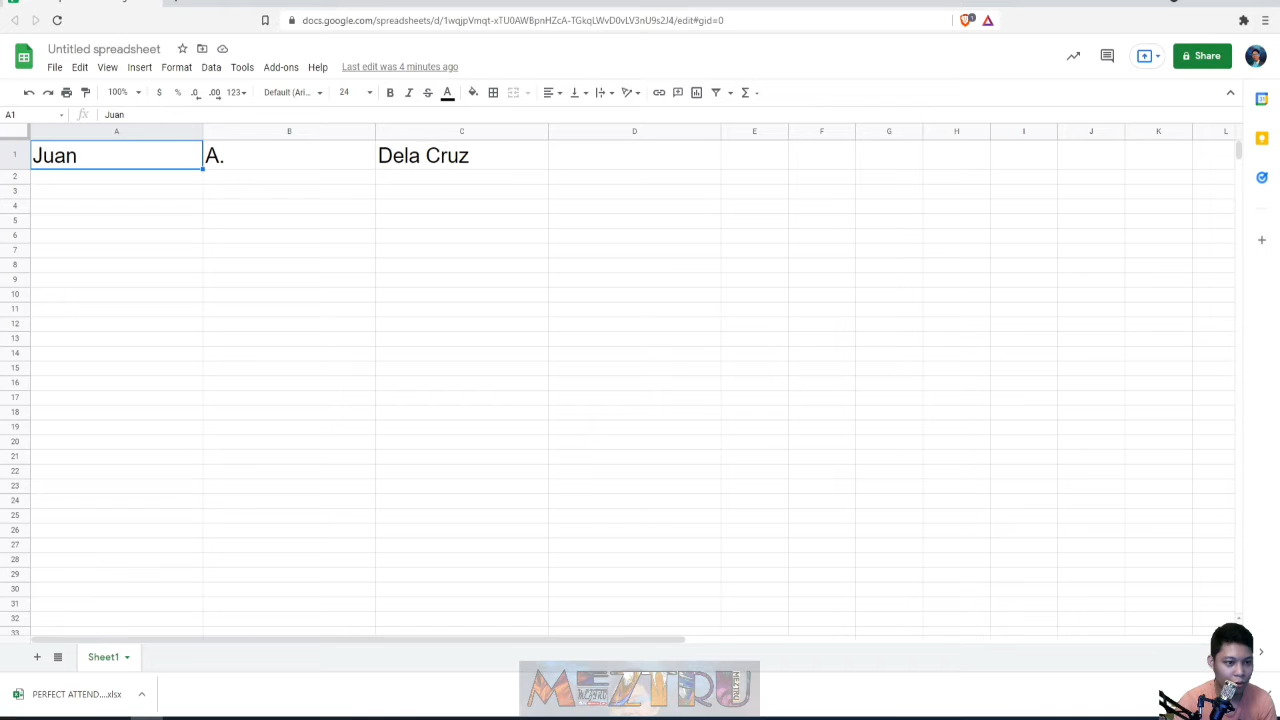 docs.google.com/spreadsheets/d/1wqjpVmqt-xTU0AWBpnHZcA-TGkqLWvD0vLV3nU9s2J4/edit#gid=0
Untitled spreadsheet
File Edit View Insert Format Data Tools Add-ons Help Last edit was 4 minutes ago
Share
100% $ % .0 .00 123 Default (Ari... 24 B I S A Σ
A1 fx Juan
A B C D E F G H I J K L
1 Juan A. Dela Cruz
2
3
4
5
6
7
8
9
10
11
12
13
14
15
16
17
18
19
20
21
22
23
24
25
26
27
28
29
30
31
32
33
+ Sheet1
PERFECT ATTEND....xlsx
MEZTRU